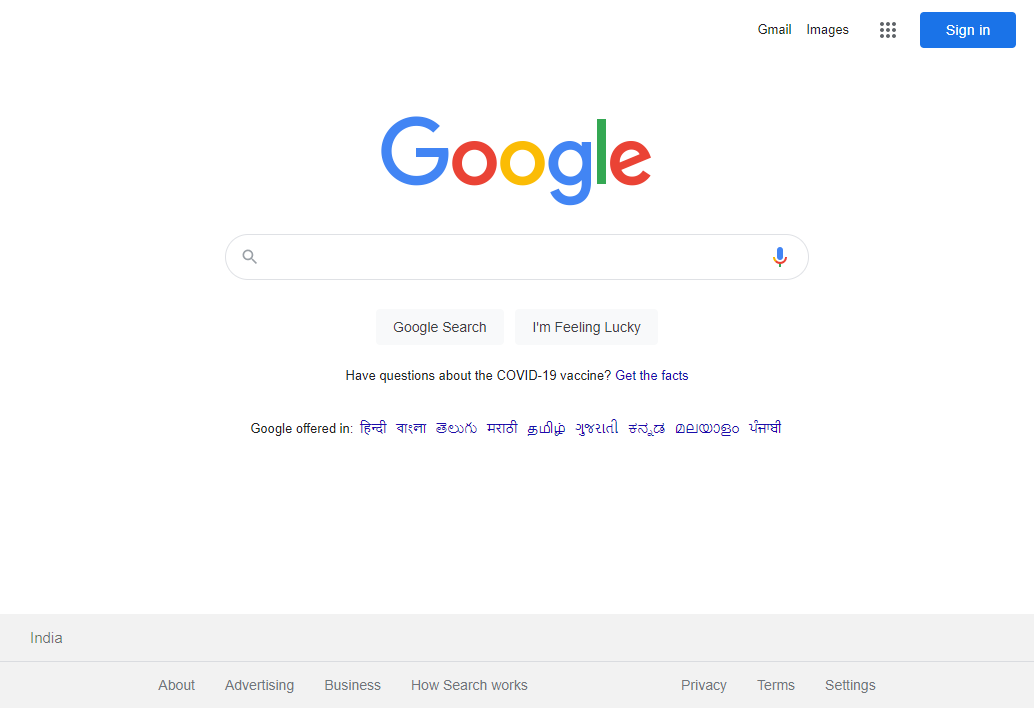 Gmail Images Sign in
Google
Google Search I'm Feeling Lucky
Have questions about the COVID-19 vaccine? Get the facts
Google offered in: हिन्दी বাংলা తెలుగు मराठी தமிழ் ગુજરાતી ಕನ್ನಡ മലയാളം ਪੰਜਾਬੀ
India
About Advertising Business How Search works Privacy Terms Settings